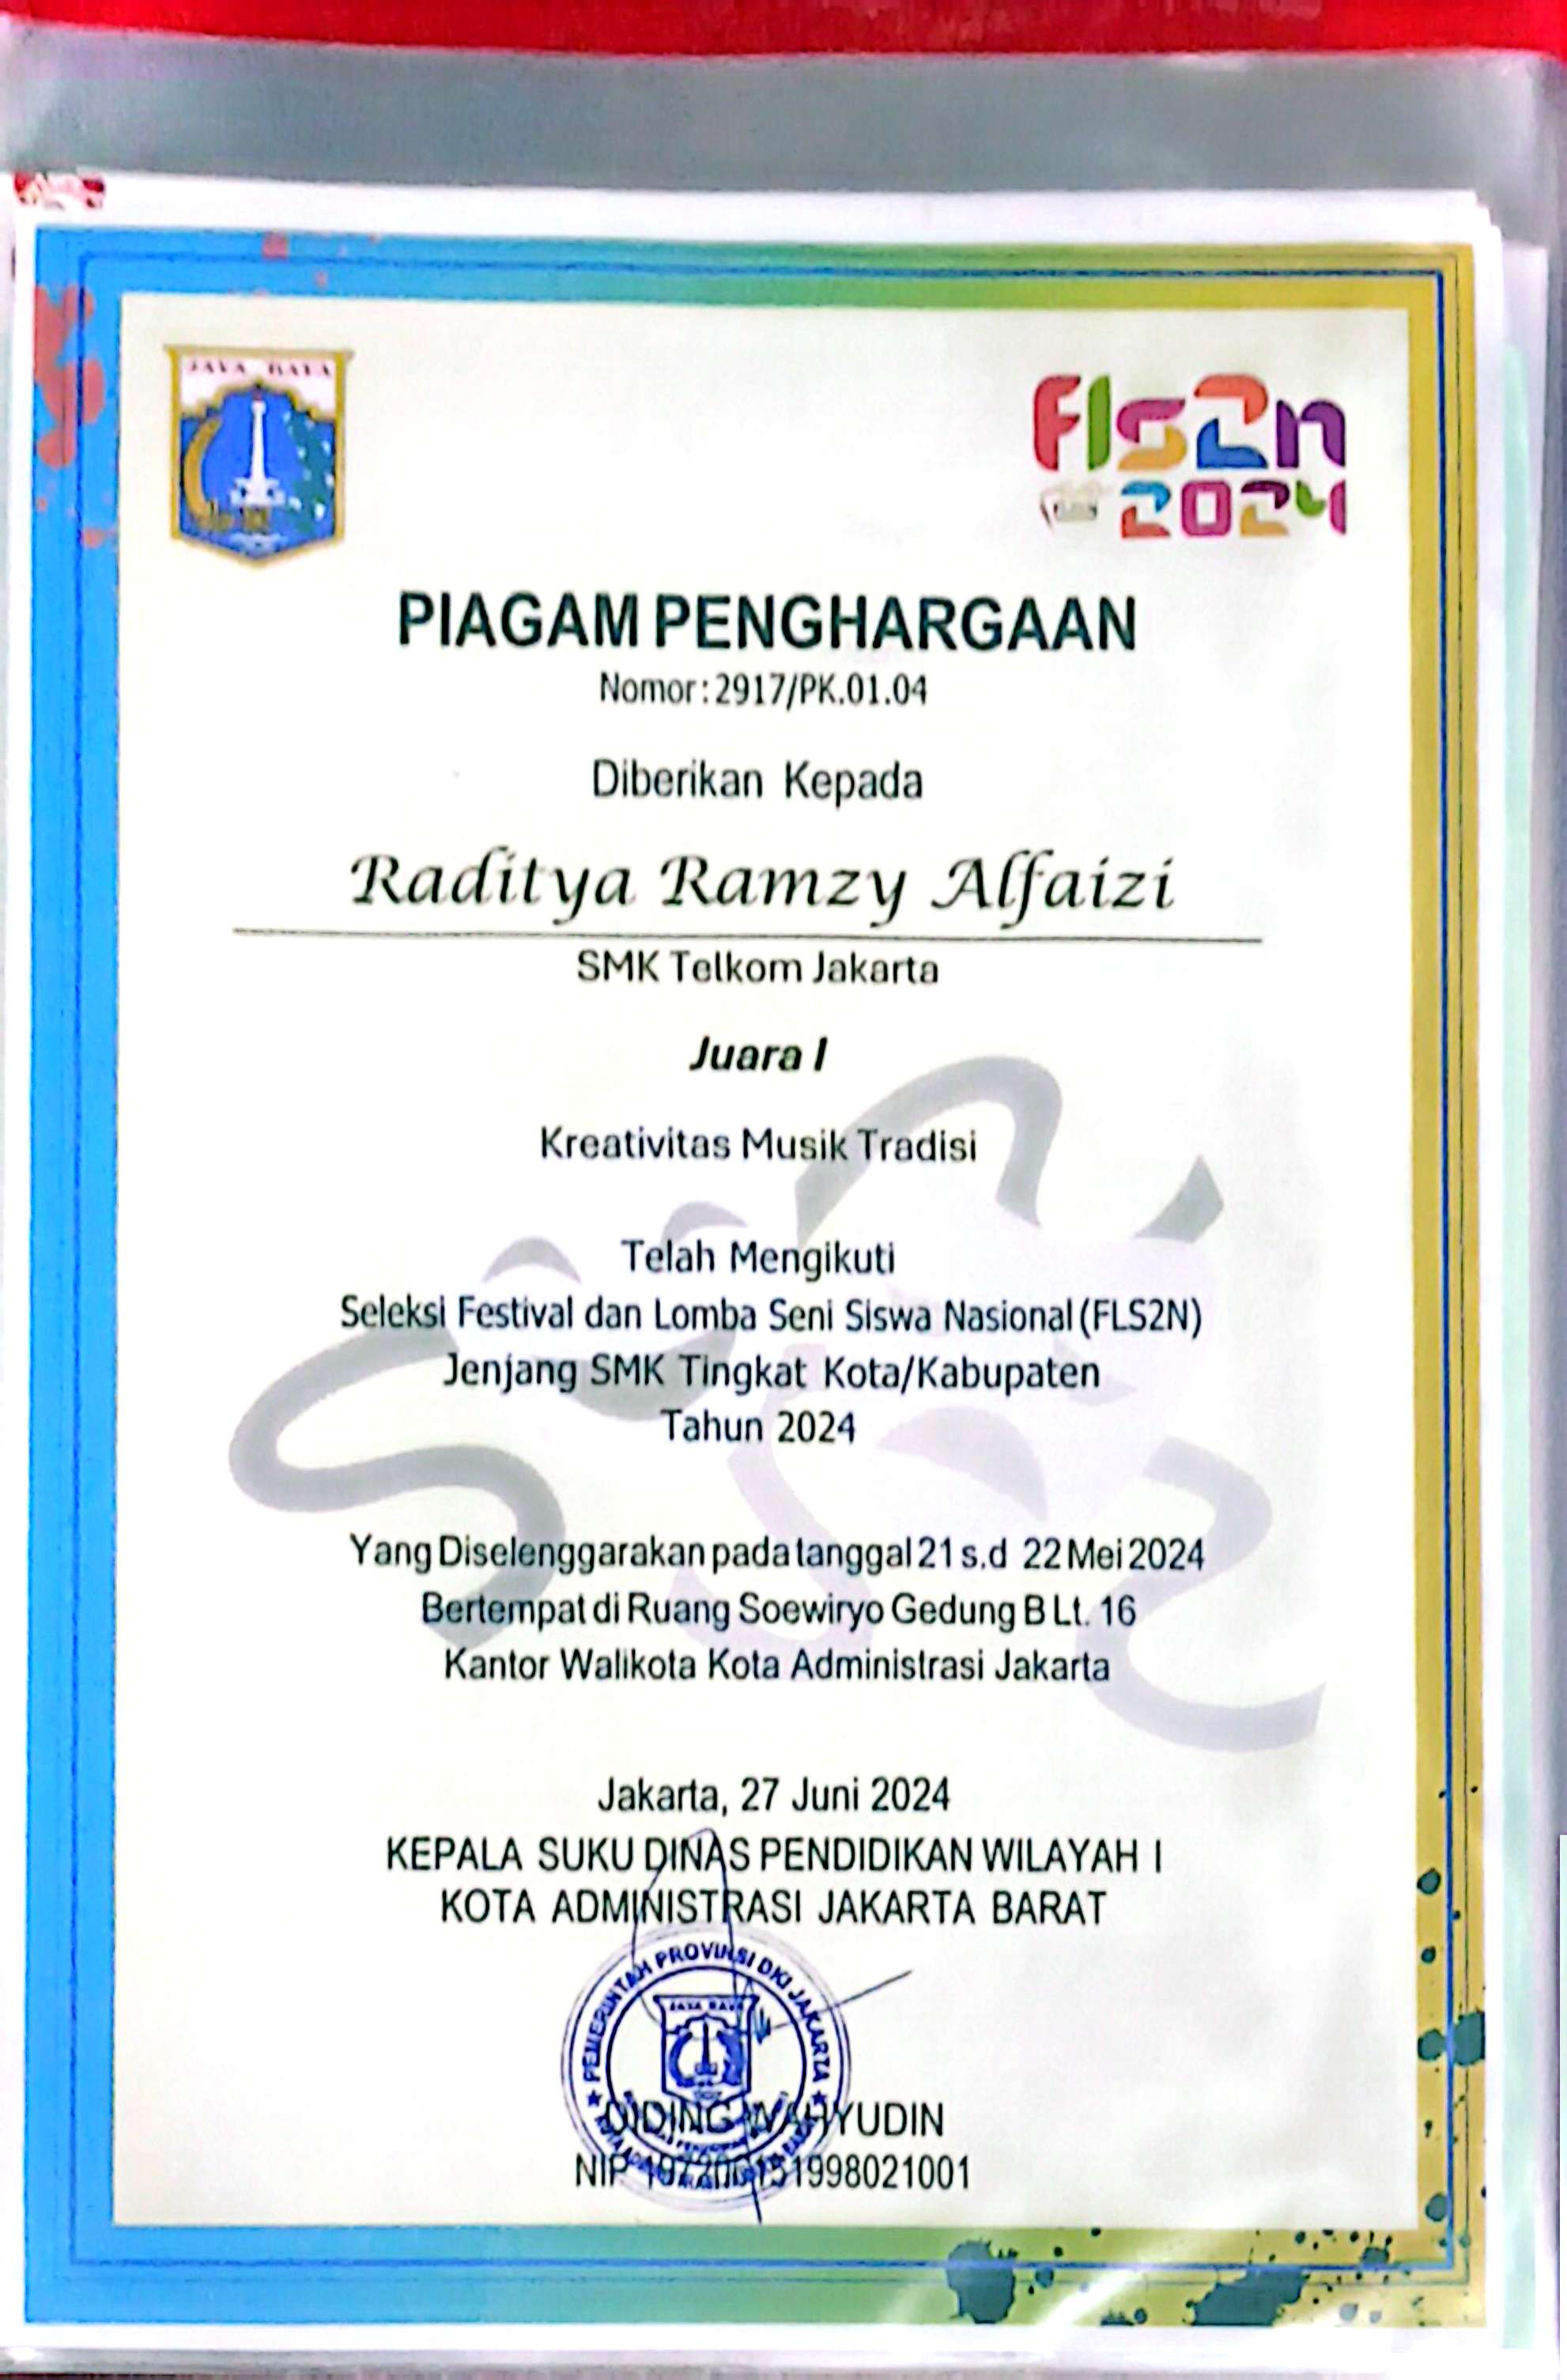 JAYA RAYA
fls2n
2024
PIAGAM PENGHARGAAN
Nomor : 2917/PK.01.04
Diberikan Kepada
Raditya Ramzy Alfaizi
SMK Telkom Jakarta
Juara I
Kreativitas Musik Tradisi
Telah Mengikuti
Seleksi Festival dan Lomba Seni Siswa Nasional (FLS2N)
Jenjang SMK Tingkat Kota/Kabupaten
Tahun 2024
Yang Diselenggarakan pada tanggal 21 s.d 22 Mei 2024
Bertempat di Ruang Soewiryo Gedung B Lt. 16
Kantor Walikota Kota Administrasi Jakarta
Jakarta, 27 Juni 2024
KEPALA SUKU DINAS PENDIDIKAN WILAYAH I
KOTA ADMINISTRASI JAKARTA BARAT
PEMERINTAH PROVINSI DKI JAKARTA
JAYA RAYA
DIDING WAHYUDIN
NIP